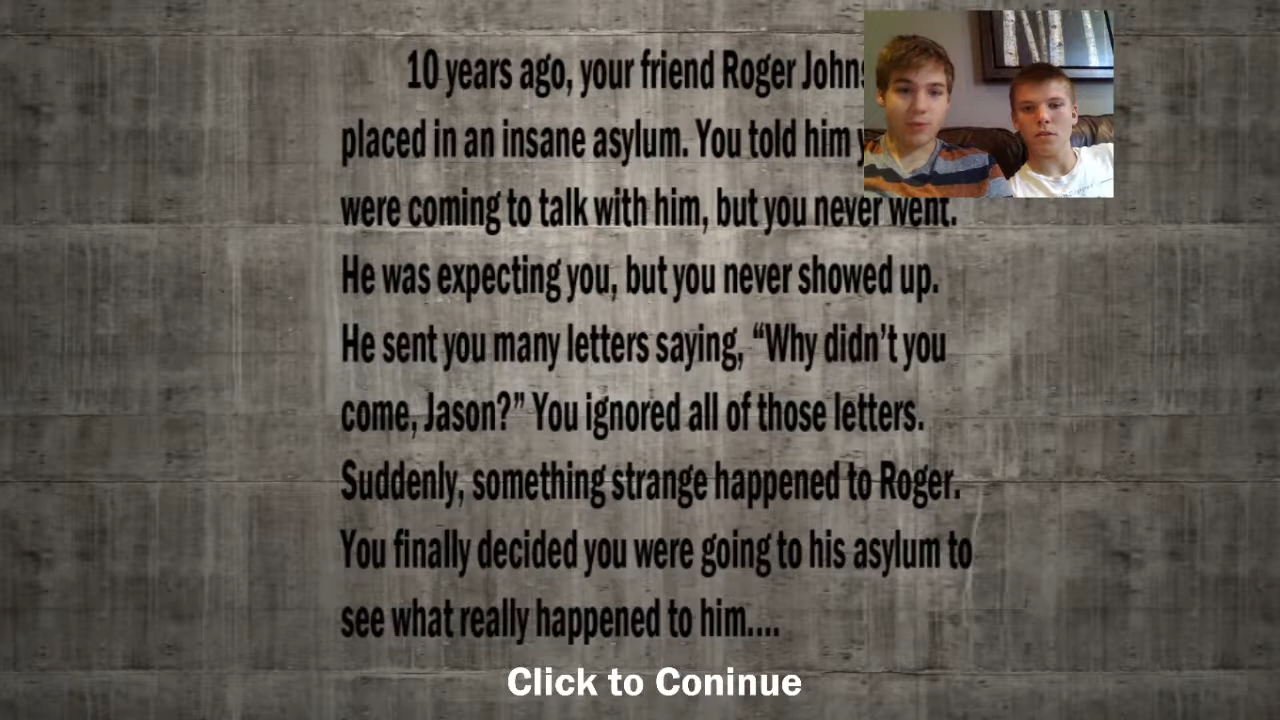 10 years ago, your friend Roger
placed in an insane asylum. You told him
were coming to talk with him, but you never went.
He was expecting you, but you never showed up.
He sent you many letters saying, “Why didn’t you
come, Jason?” You ignored all of those letters.
Suddenly, something strange happened to Roger.
You finally decided you were going to his asylum to
see what really happened to him....
Click to Coninue